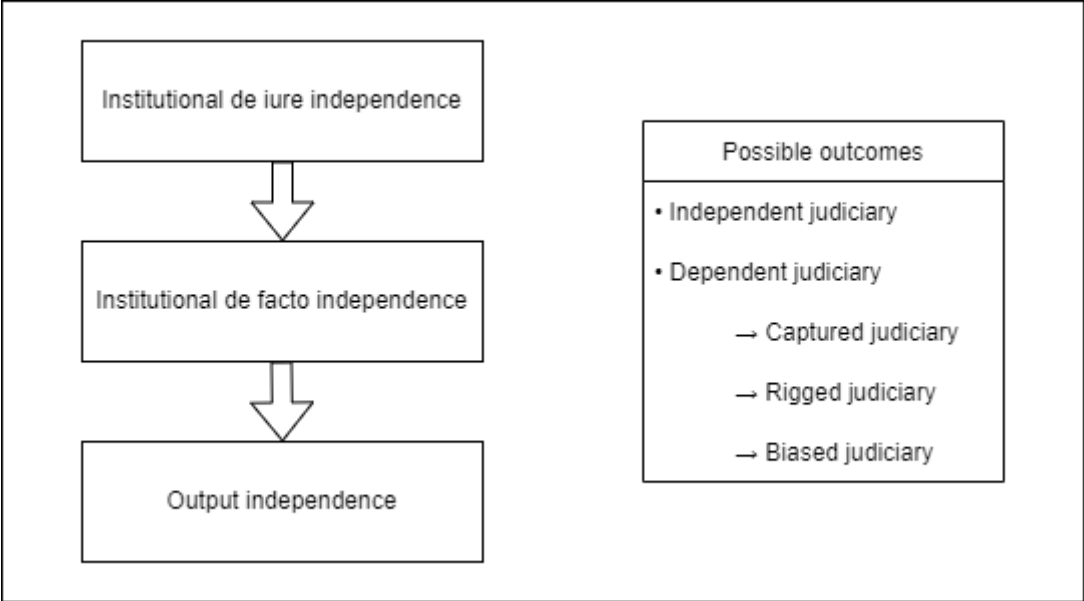 Institutional de iure independence
Institutional de facto independence
Output independence
Possible outcomes
• Independent judiciary
• Dependent judiciary
→ Captured judiciary
→ Rigged judiciary
→ Biased judiciary